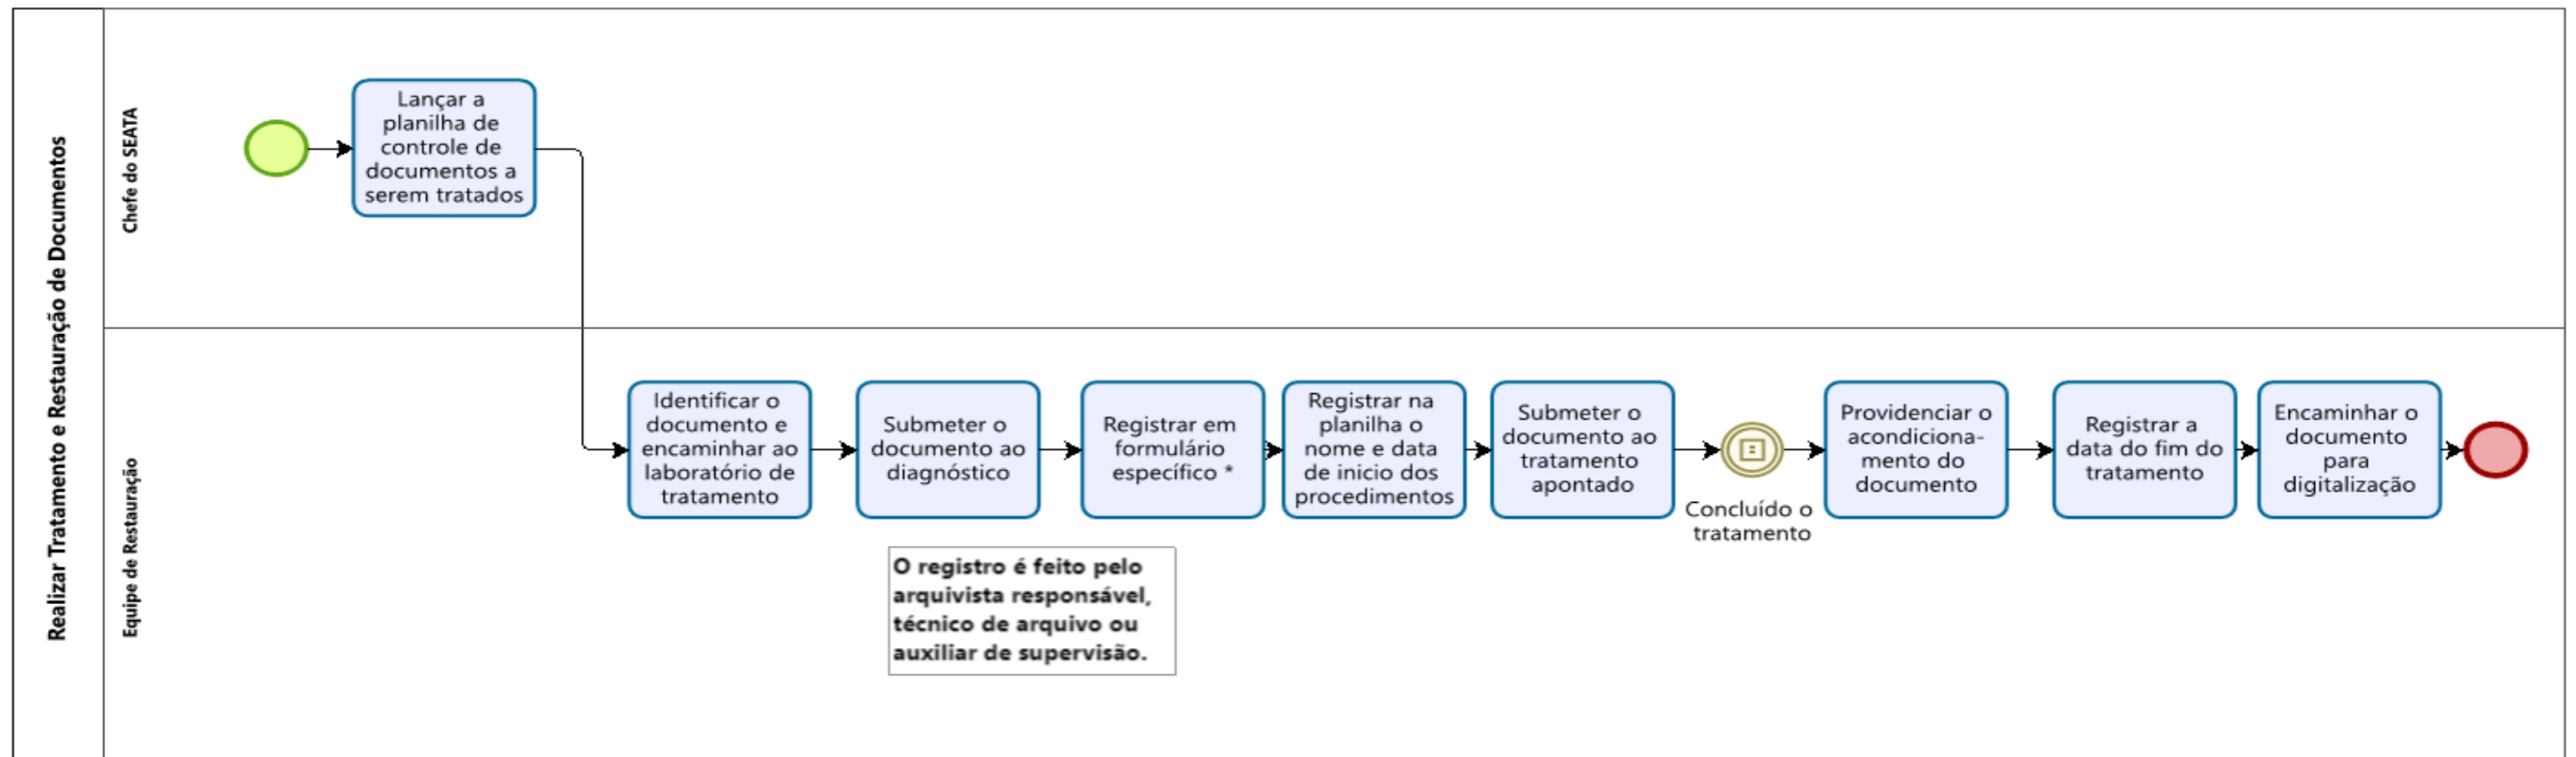 Realizar Tratamento e Restauração de Documentos
Chefe do SEATA
Lançar a
planilha de
controle de
documentos a
serem tratados
Equipe de Restauração
Identificar o
documento e
encaminhar ao
laboratório de
tratamento
Submeter o
documento ao
diagnóstico
Registrar em
formulário
específico *
Registrar na
planilha o
nome e data
de inicio dos
procedimentos
Submeter o
documento ao
tratamento
apontado
Concluído o
tratamento
Providenciar o
acondiciona-
mento do
documento
Registrar a
data do fim do
tratamento
Encaminhar o
documento
para
digitalização
O registro é feito pelo
arquivista responsável,
técnico de arquivo ou
auxiliar de supervisão.